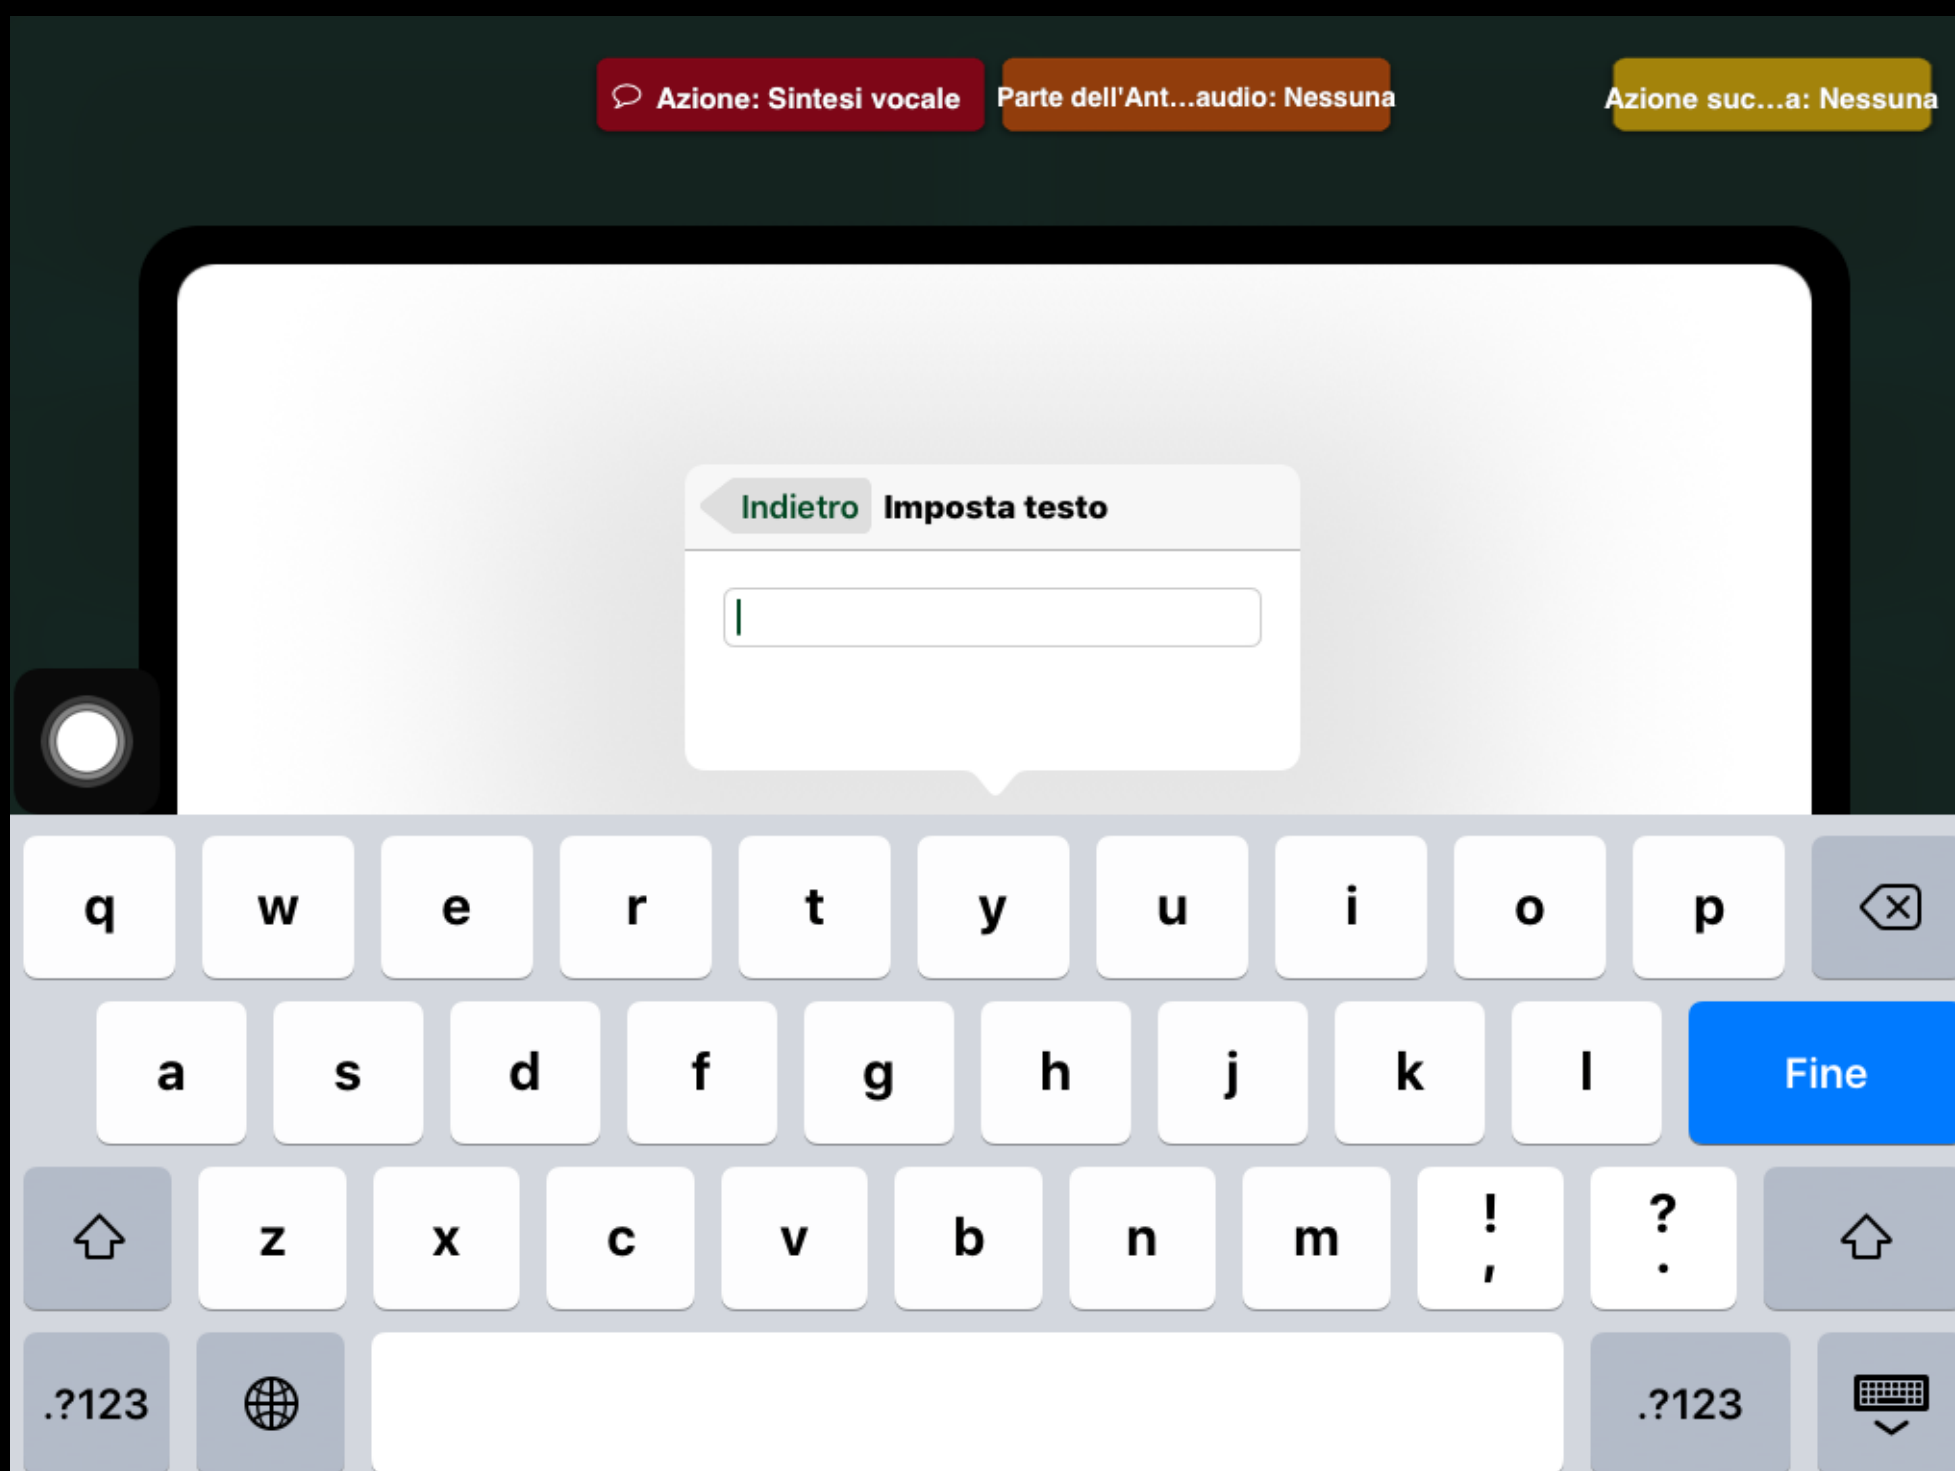 Azione: Sintesi vocale
Parte dell'Ant...audio: Nessuna
Azione suc...a: Nessuna
Indietro
Imposta testo
q w e r t y u i o p
a s d f g h j k l Fine
z x c v b n m ! , ? .
.?123 .?123